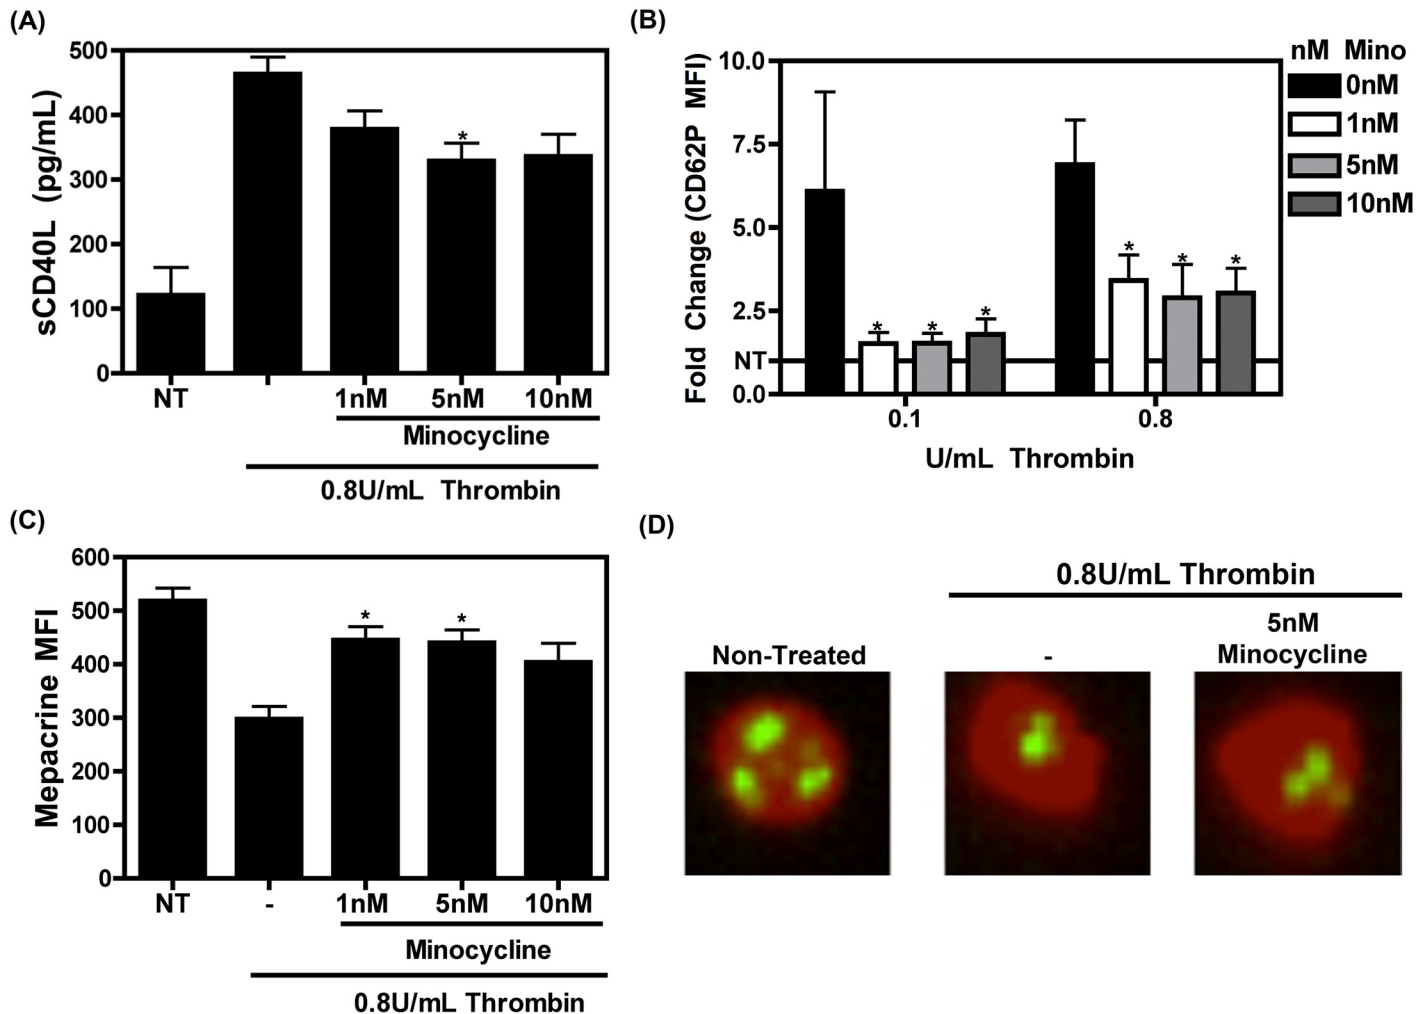 (A)
sCD40L (pg/mL)
500
400
300
200
100
0
*
NT - 1nM 5nM 10nM
Minocycline
0.8U/mL Thrombin
(B)
Fold Change (CD62P MFI)
10.0
7.5
5.0
2.5
NT
0.0
* * * * * *
0.1 0.8
U/mL Thrombin
nM Mino
0nM
1nM
5nM
10nM
(C)
Mepacrine MFI
600
500
400
300
200
100
0
* *
NT - 1nM 5nM 10nM
Minocycline
0.8U/mL Thrombin
(D)
0.8U/mL Thrombin
Non-Treated
-
5nM
Minocycline